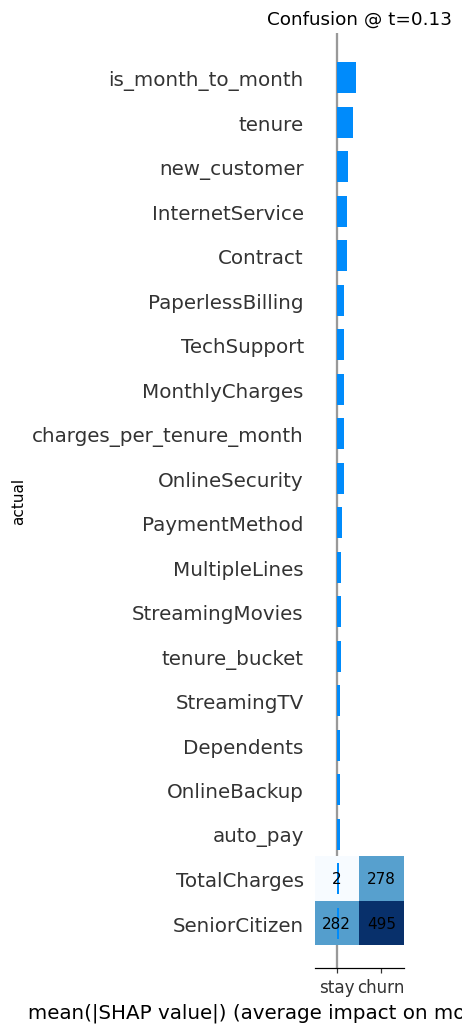 Confusion @ t=0.13
is_month_to_month
tenure
new_customer
InternetService
Contract
PaperlessBilling
TechSupport
MonthlyCharges
charges_per_tenure_month
OnlineSecurity
actual
PaymentMethod
MultipleLines
StreamingMovies
tenure_bucket
StreamingTV
Dependents
OnlineBackup
auto_pay
TotalCharges 2 278
SeniorCitizen 282 495
stay churn
mean(|SHAP value|) (average impact on mo